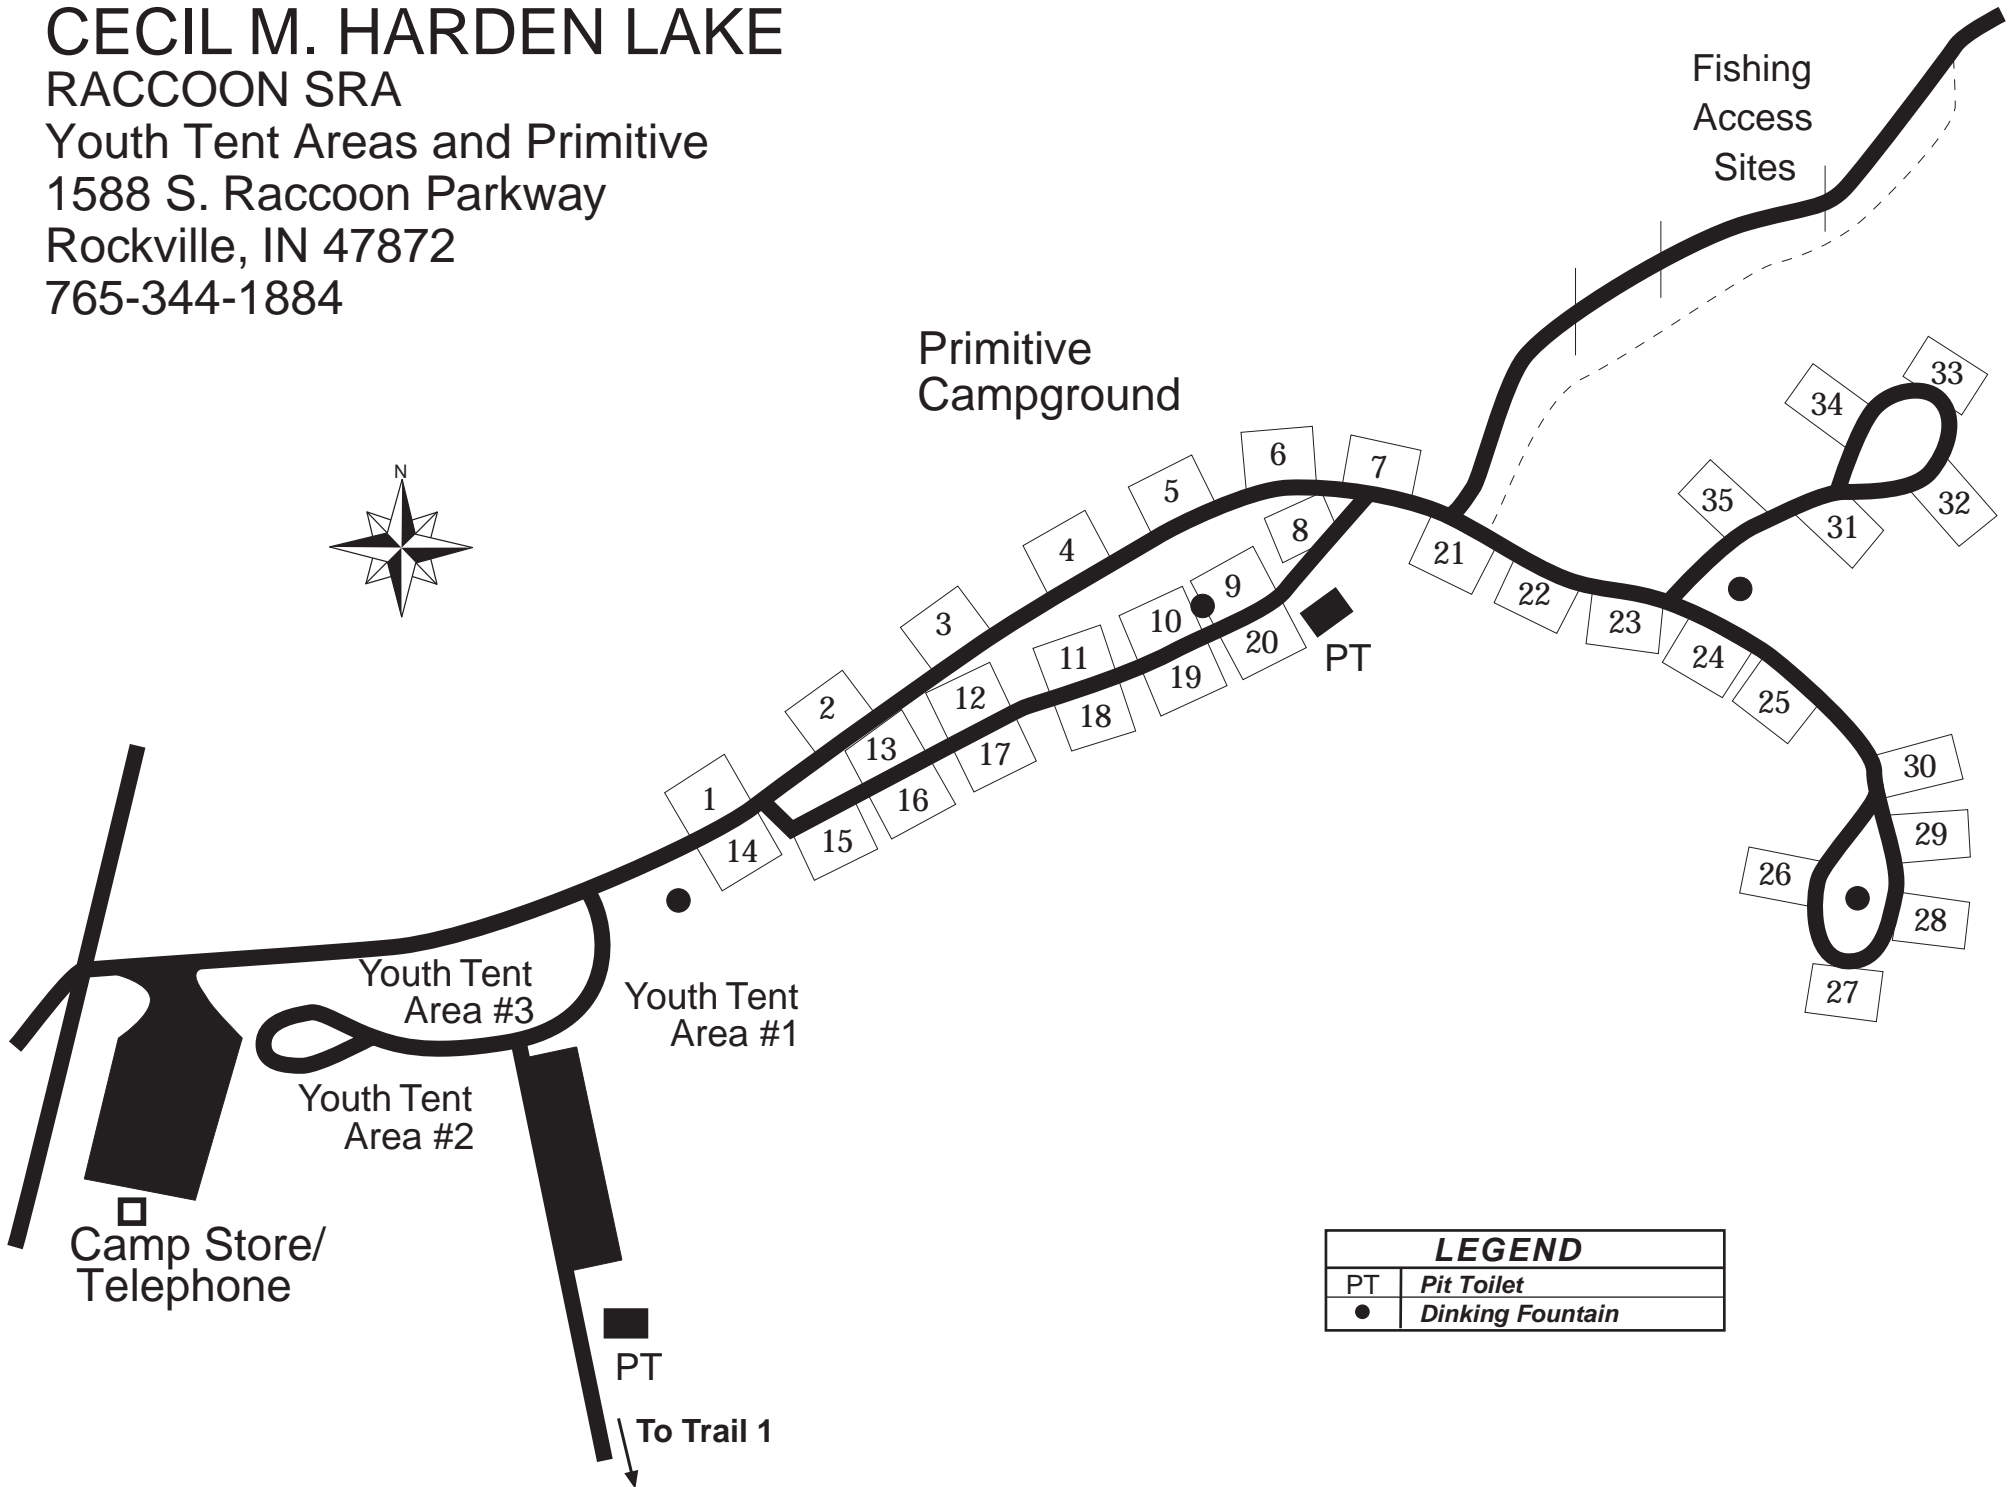 CECIL M. HARDEN LAKE
RACCOON SRA
Youth Tent Areas and Primitive
1588 S. Raccoon Parkway
Rockville, IN 47872
765-344-1884
Fishing
Access
Sites
Primitive
Campground
N
33
34
6
7
5
35
32
31
8
4
21
9
22
3
10
20
23
PT
11
24
19
12
2
25
18
13
17
30
1
16
29
15
14
26
28
Youth Tent
Area #3
27
Youth Tent
Area #1
Youth Tent
Area #2
Camp Store/
Telephone
LEGEND
PT Pit Toilet
● Dinking Fountain
PT
To Trail 1